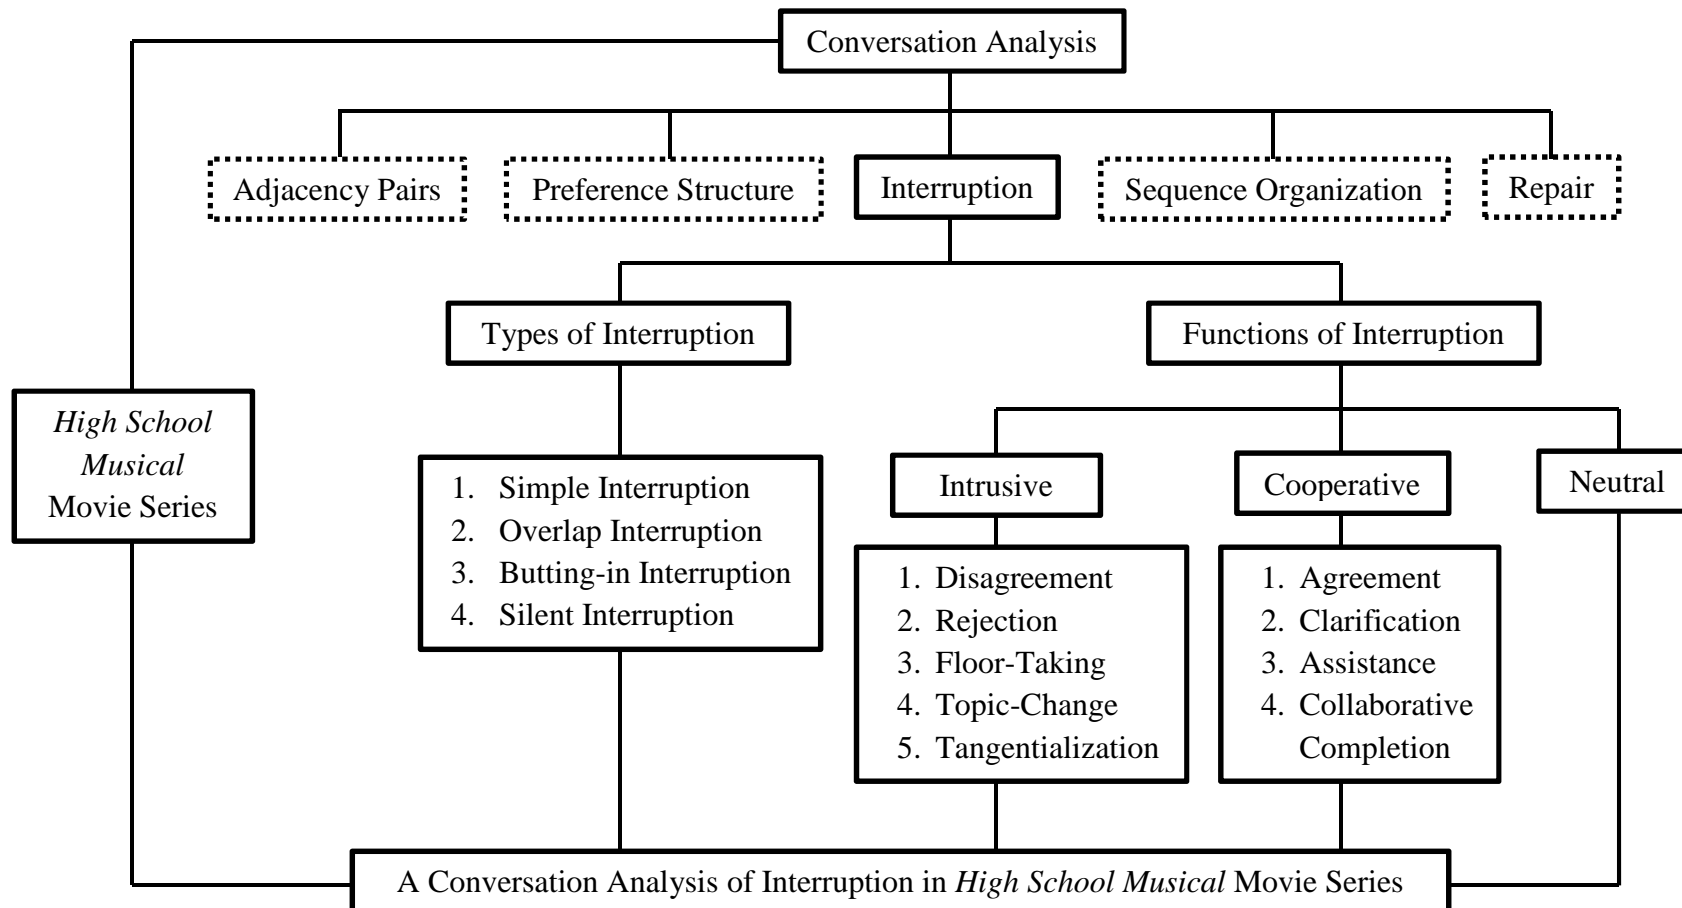 Conversation Analysis
Adjacency Pairs
Preference Structure
Interruption
Sequence Organization
Repair
Types of Interruption
Functions of Interruption
High School
Musical
Movie Series
1. Simple Interruption
2. Overlap Interruption
3. Butting-in Interruption
4. Silent Interruption
Intrusive
Cooperative
Neutral
1. Disagreement
2. Rejection
3. Floor-Taking
4. Topic-Change
5. Tangentialization
1. Agreement
2. Clarification
3. Assistance
4. Collaborative
Completion
A Conversation Analysis of Interruption in High School Musical Movie Series